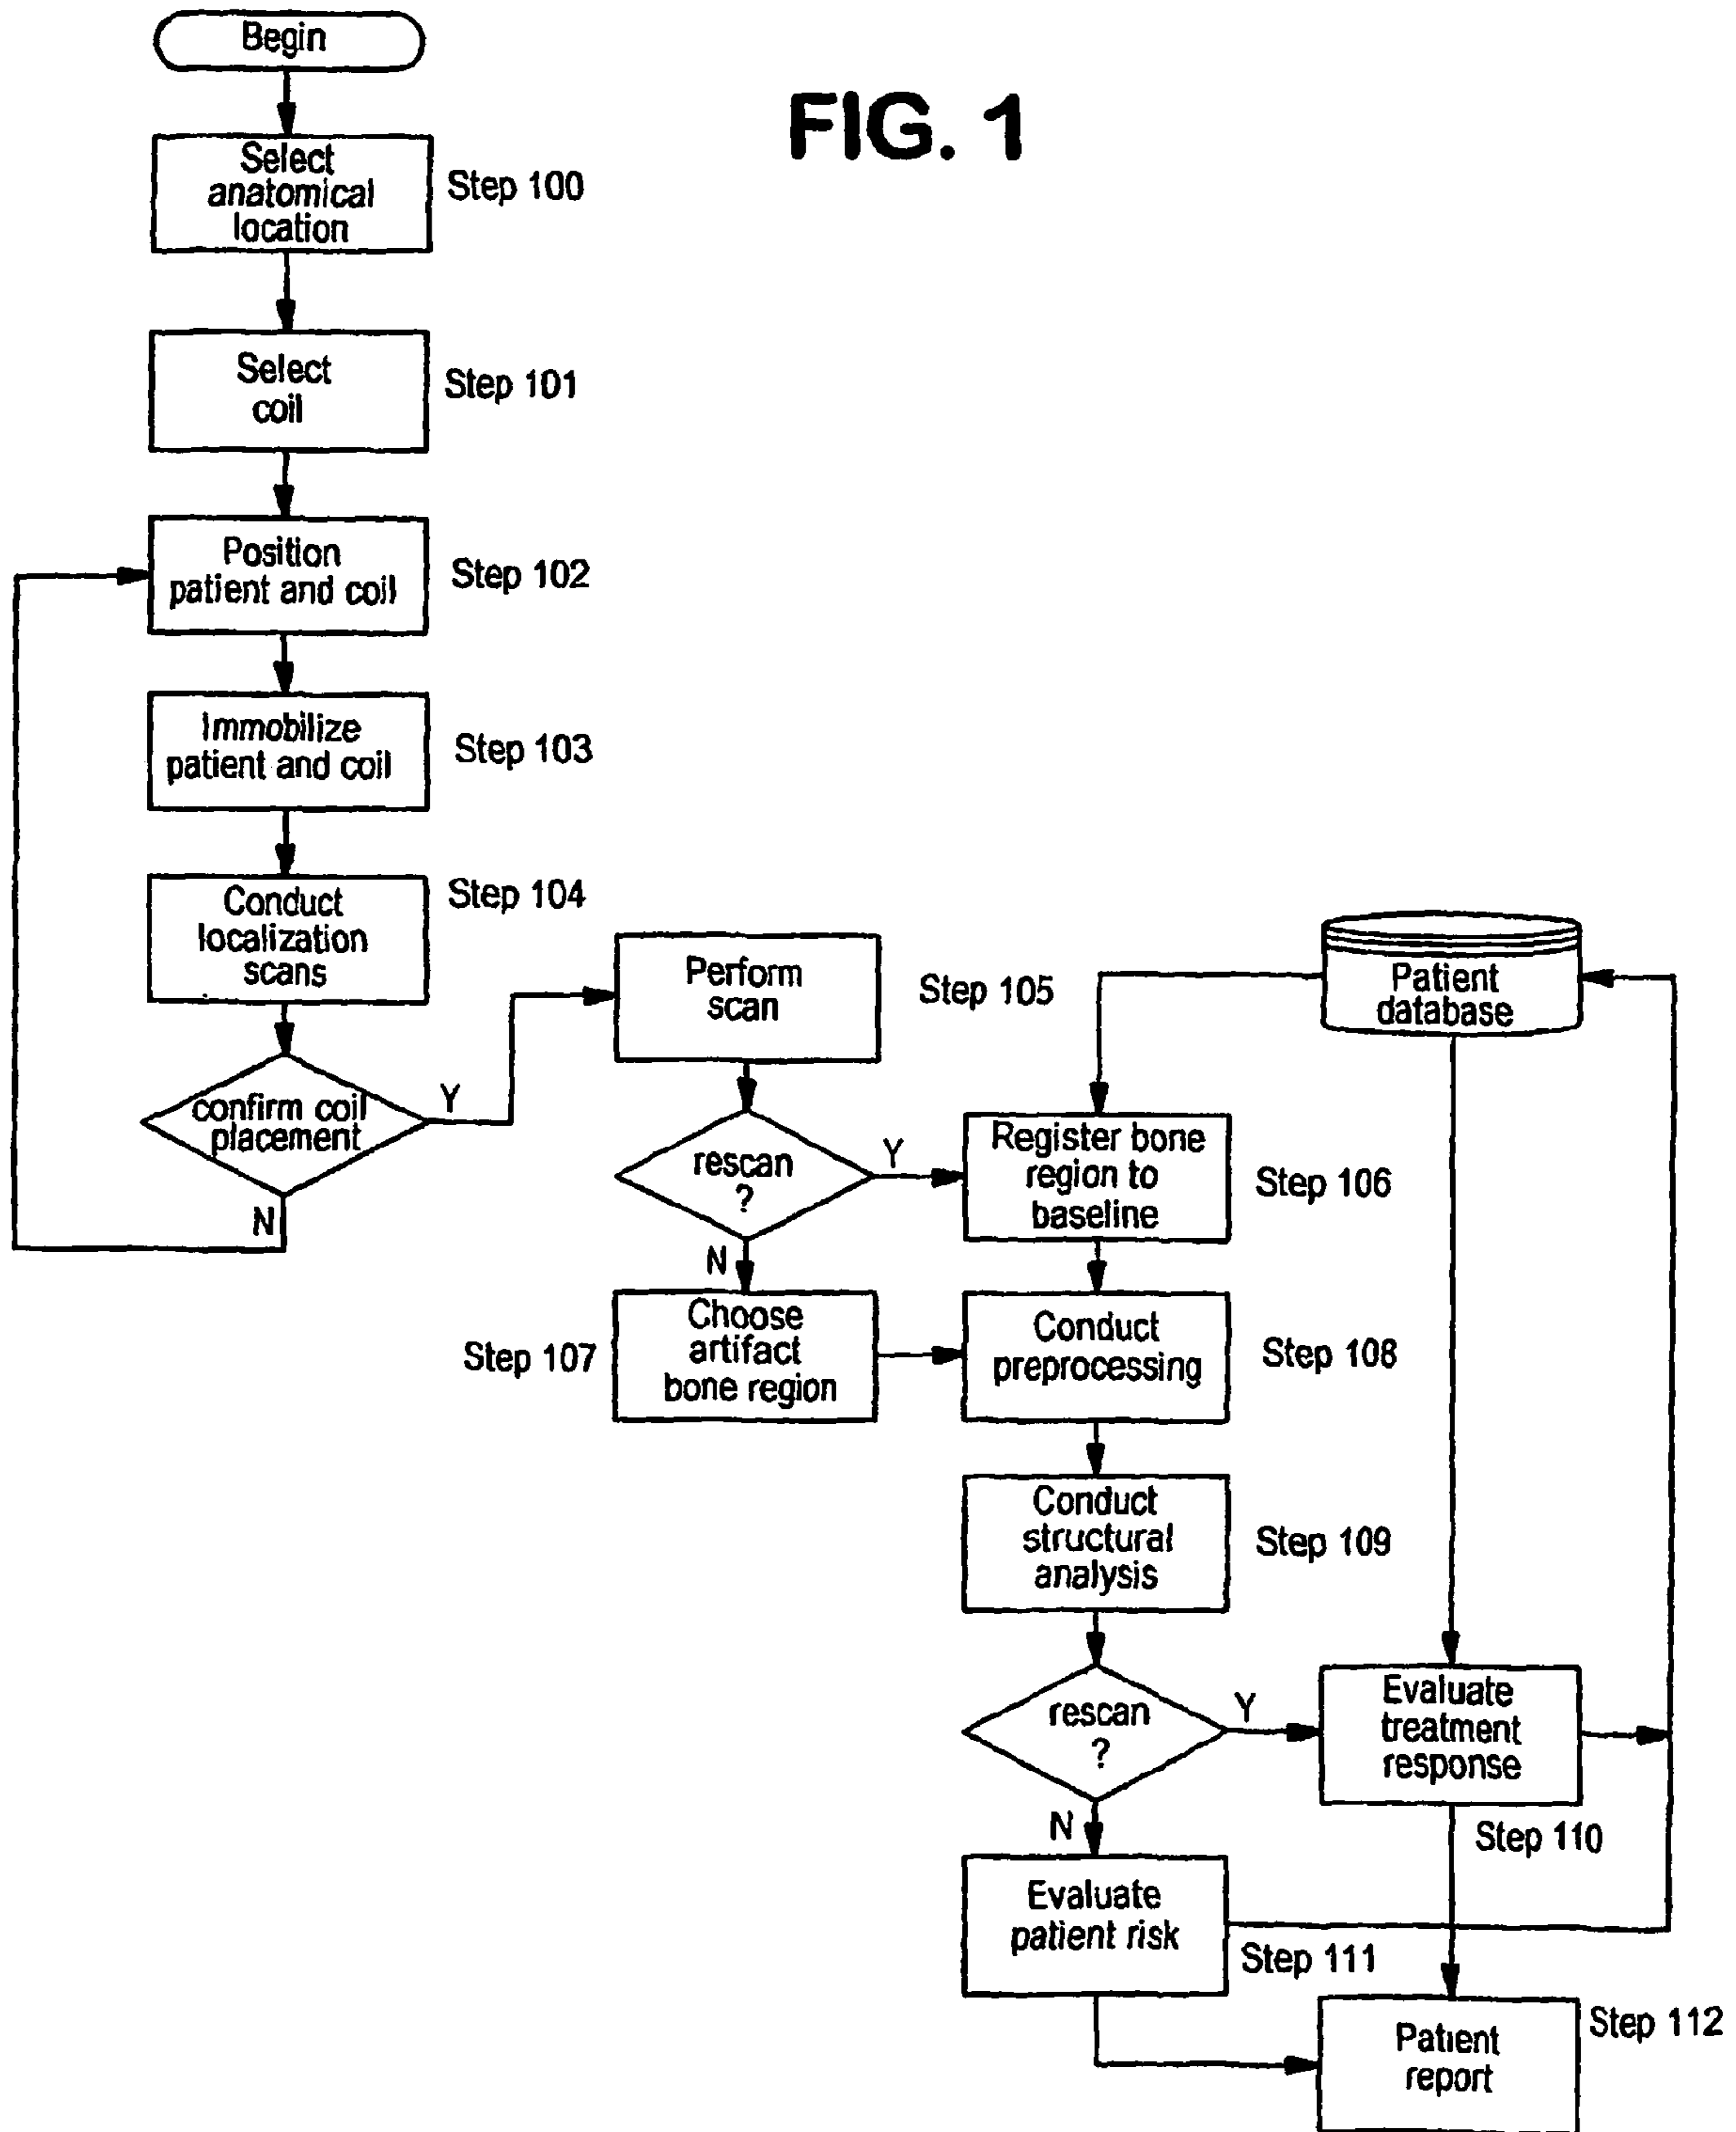 Begin
FIG. 1
Select
anatomical
location
Step 100
Select
coil
Step 101
Position
patient and coil
Step 102
Immobilize
patient and coil
Step 103
Conduct
localization
scans
Step 104
confirm coil
placement
Y
N
Perform
scan
Step 105
Patient
database
rescan
?
Y
N
Register bone
region to
baseline
Step 106
Step 107
Choose
artifact
bone region
Conduct
preprocessing
Step 108
Conduct
structural
analysis
Step 109
rescan
?
Y
N
Evaluate
treatment
response
Step 110
Evaluate
patient risk
Step 111
Patient
report
Step 112